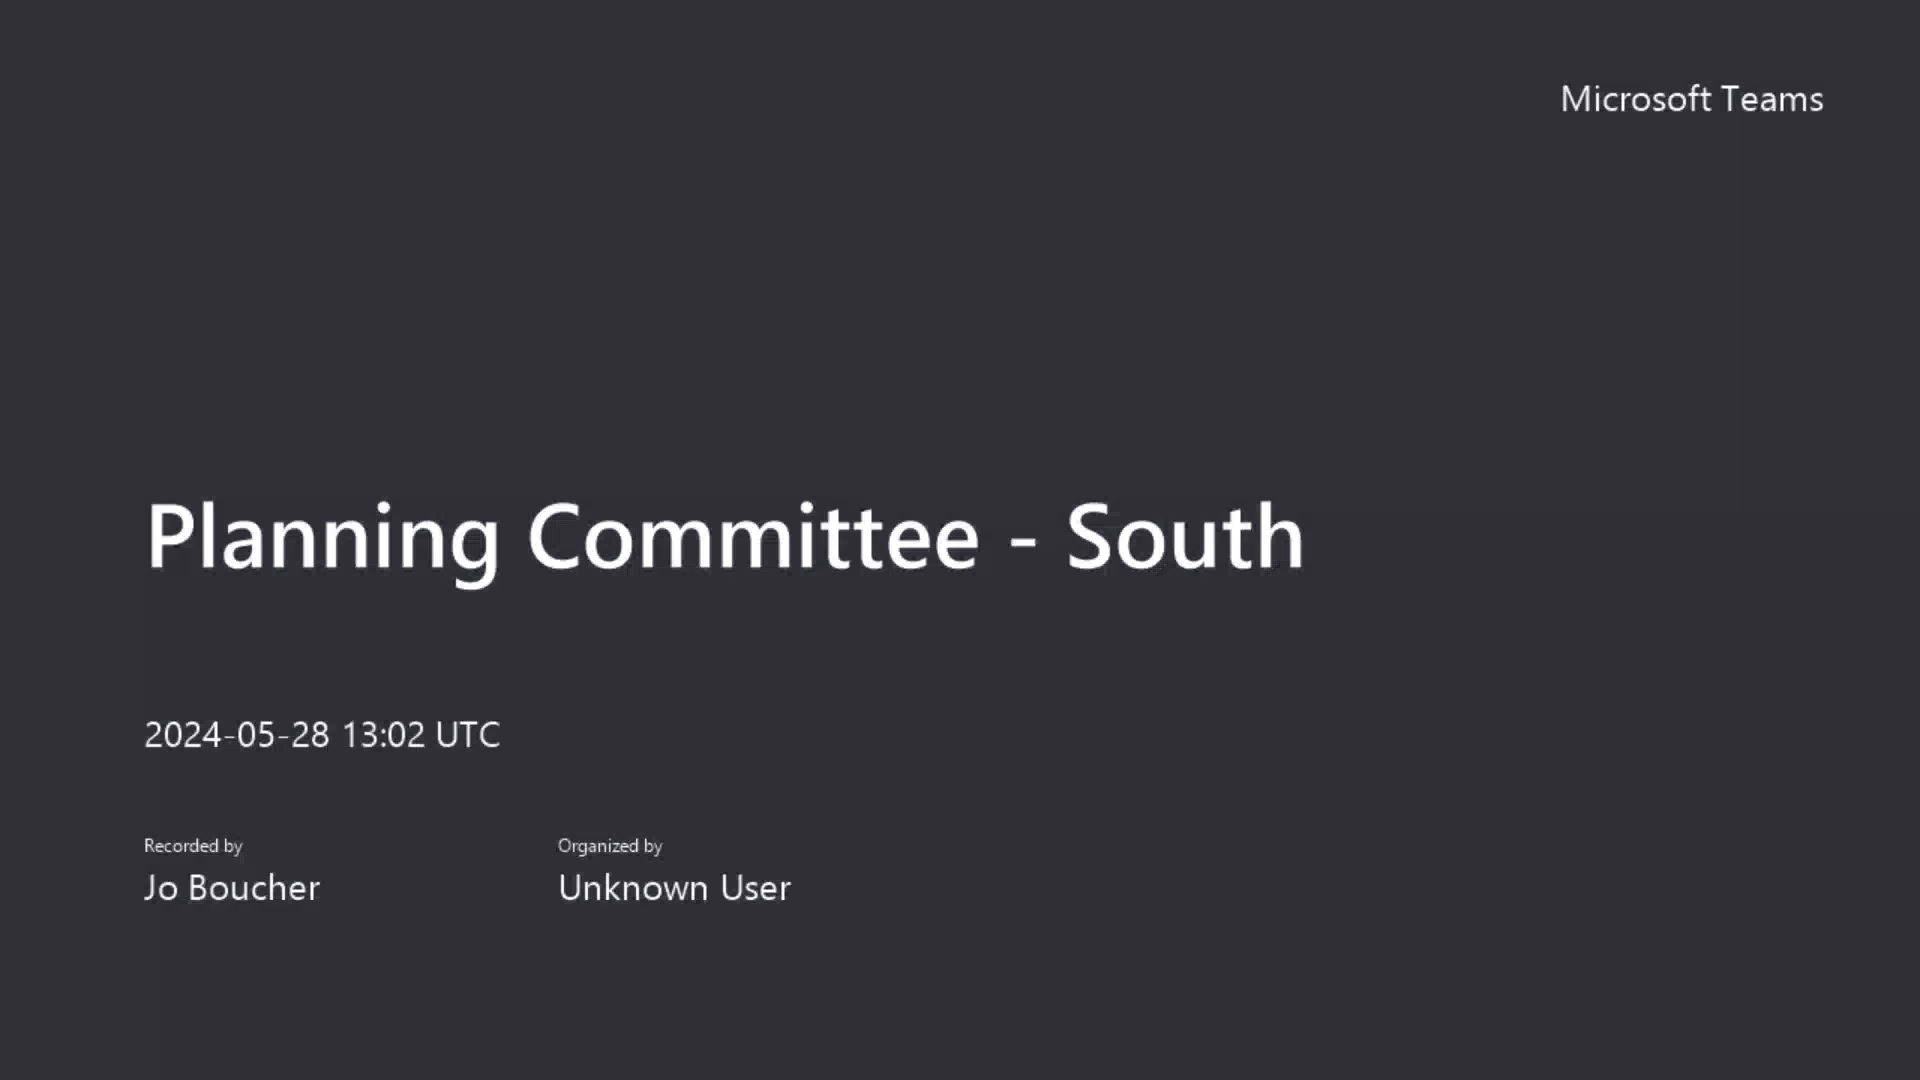 Microsoft Teams
Planning Committee - South
2024-05-28 13:02 UTC
Recorded by
Jo Boucher
Organized by
Unknown User